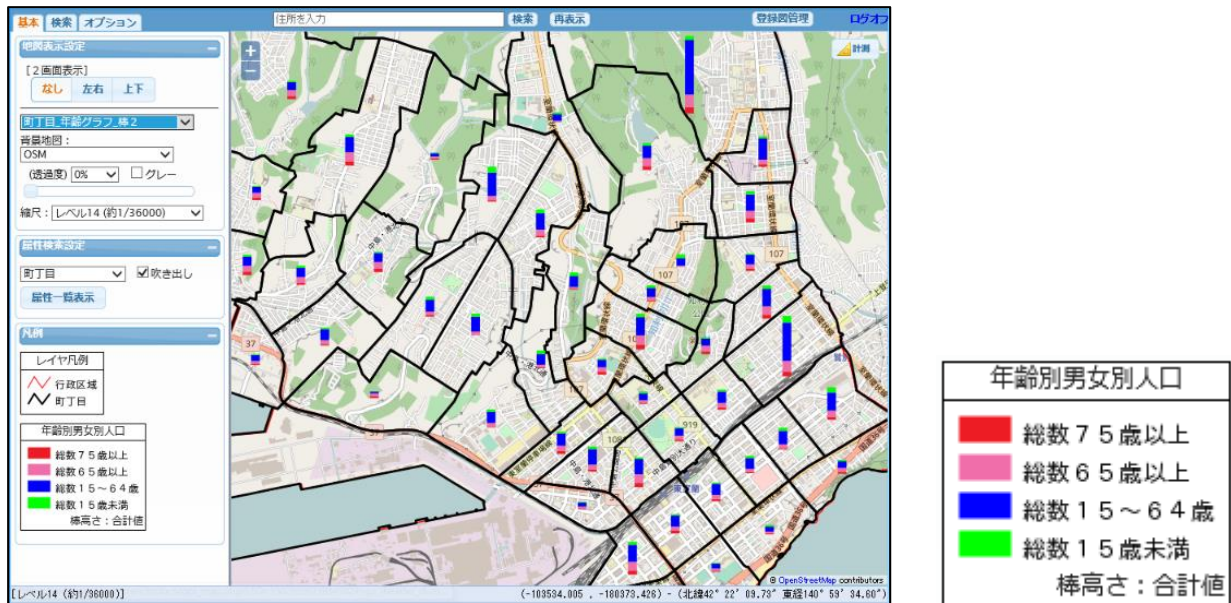 基本 検索 オプション
住所を入力
検索 再表示
登録図管理
ログオフ
地図表示設定
[２画面表示]
なし 左右 上下
町丁目_年齢グラフ_棒２
背景地図：
OSM
(透過度) 0% グレー
縮尺： レベル14 (約1/36000)
属性検索設定
町丁目 吹き出し
属性一覧表示
凡例
レイヤ凡例
行政区域
町丁目
年齢別男女別人口
総数７５歳以上
総数６５歳以上
総数１５～６４歳
総数１５歳未満
棒高さ：合計値
+
−
計測
107
107
107
37
37
919
東室蘭
国道36号
© OpenStreetMap contributors
[レベル14 (約1/36000)]
(-103534.005 , -180373.426) - (北緯42° 22' 09.73" 東経140° 59' 34.60")
年齢別男女別人口
総数７５歳以上
総数６５歳以上
総数１５～６４歳
総数１５歳未満
棒高さ：合計値